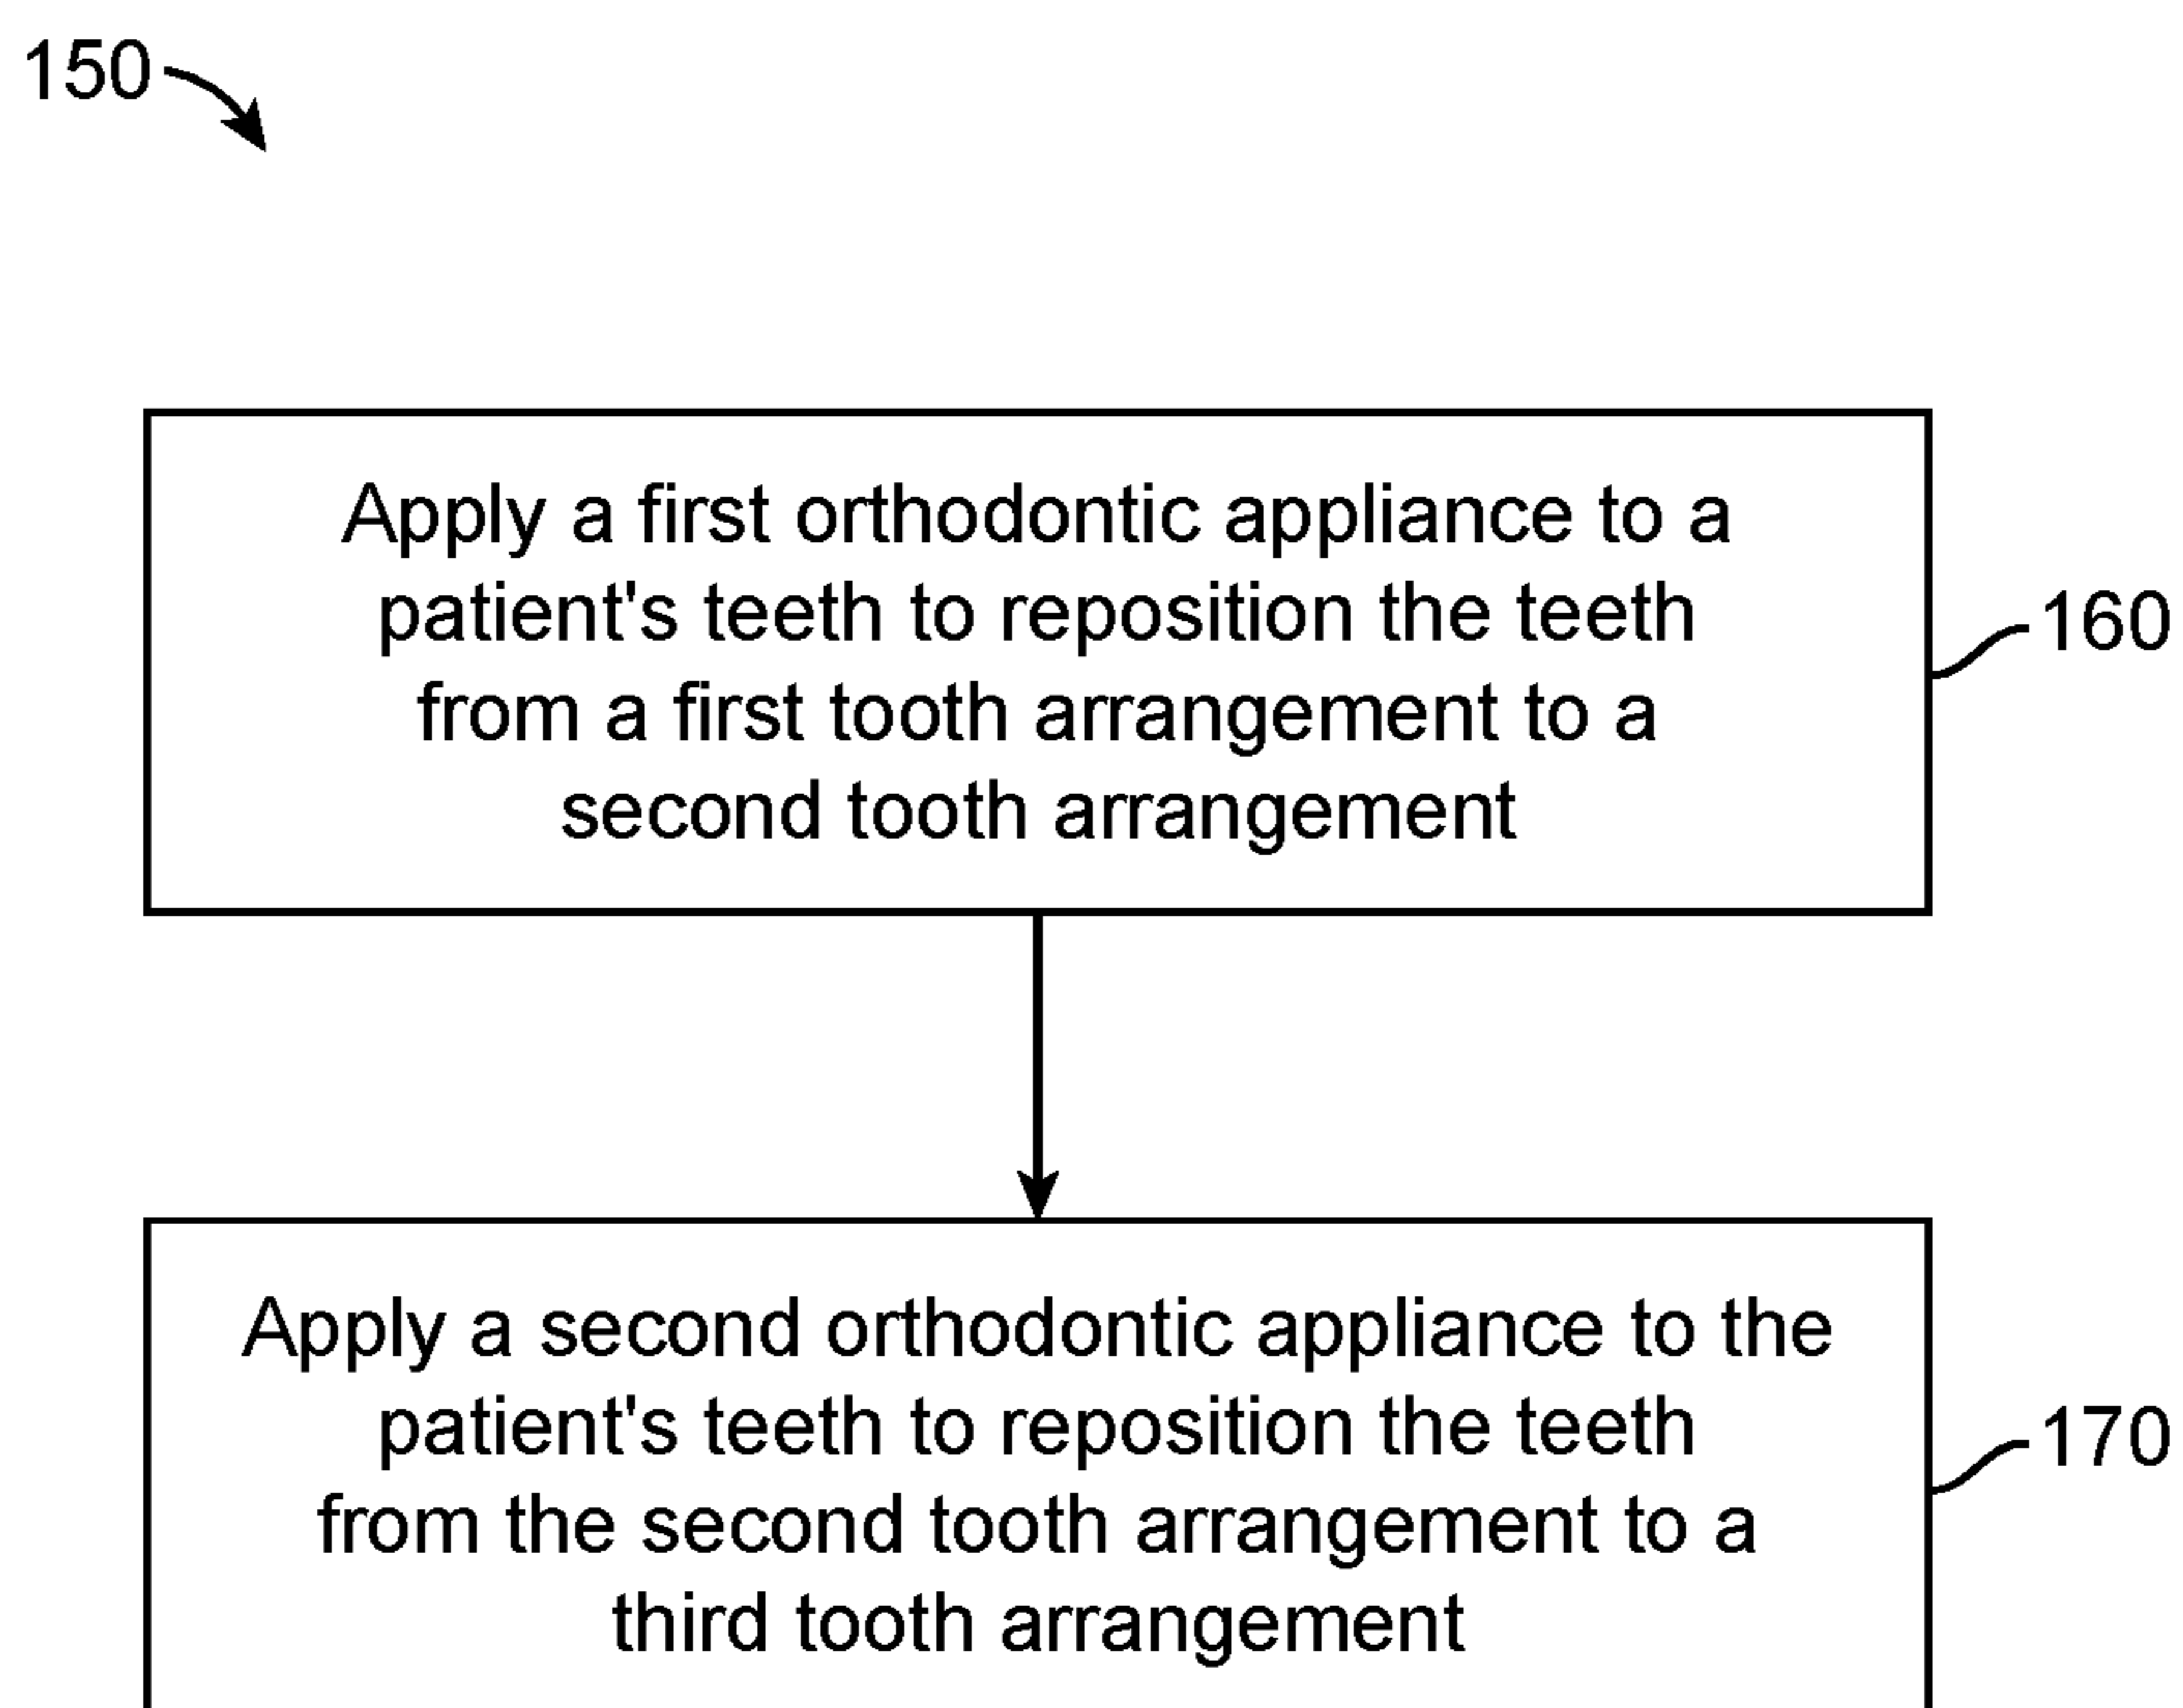 150
Apply a first orthodontic appliance to a
patient's teeth to reposition the teeth
from a first tooth arrangement to a
second tooth arrangement
160
Apply a second orthodontic appliance to the
patient's teeth to reposition the teeth
from the second tooth arrangement to a
third tooth arrangement
170